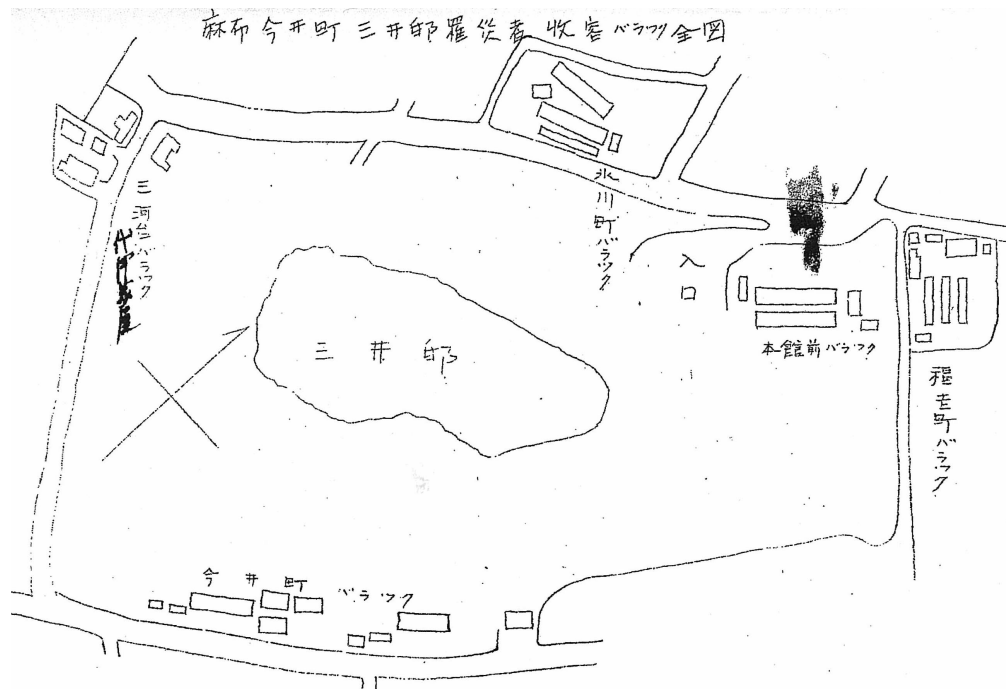 麻布今井町三井邸罹災者收容バラック全図
三河台バラック
氷川町バラック
入口
三井邸
本館前バラック
福吉町バラック
今井町バラック